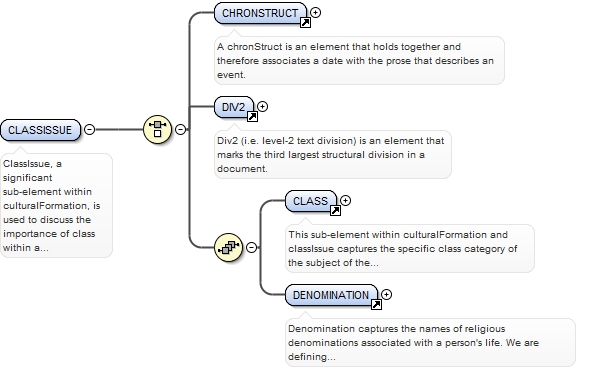 CHRONSTRUCT
A chronStruct is an element that holds together and
therefore associates a date with the prose that describes an
event.
DIV2
Div2 (i.e. level-2 text division) is an element that
marks the third largest structural division in a
document.
CLASSISSUE
ClassIssue, a
significant
sub-element within
culturalFormation, is
used to discuss the
importance of class
within a...
CLASS
This sub-element within culturalFormation and
classIssue captures the specific class category of
the subject of the...
DENOMINATION
Denomination captures the names of religious
denominations associated with a person's life. We are
defining...